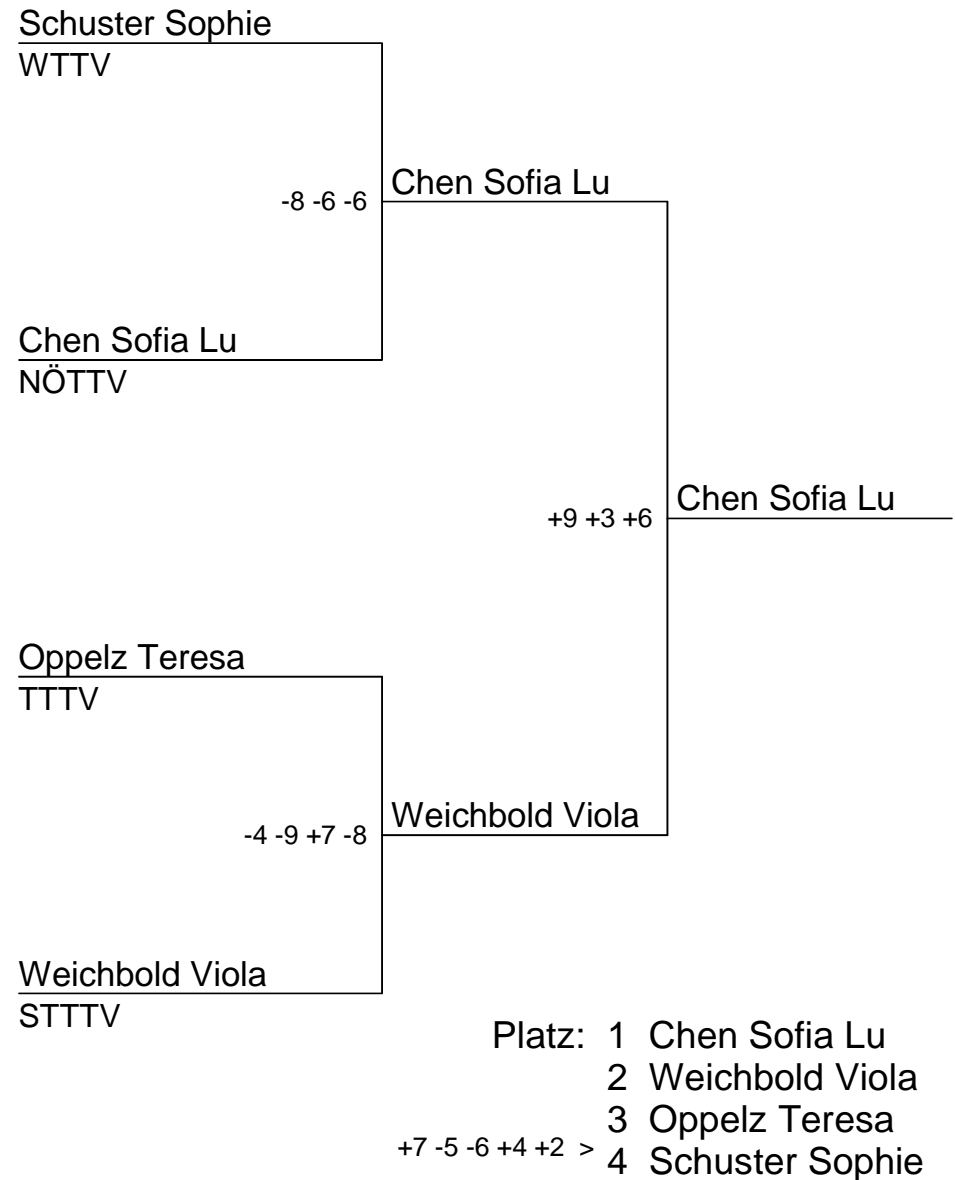 Schuster Sophie
WTTV
-8 -6 -6
Chen Sofia Lu
Chen Sofia Lu
NÖTTV
+9 +3 +6
Chen Sofia Lu
Oppelz Teresa
TTTV
-4 -9 +7 -8
Weichbold Viola
Weichbold Viola
STTTV
Platz: 1 Chen Sofia Lu
2 Weichbold Viola
3 Oppelz Teresa
+7 -5 -6 +4 +2 >
4 Schuster Sophie